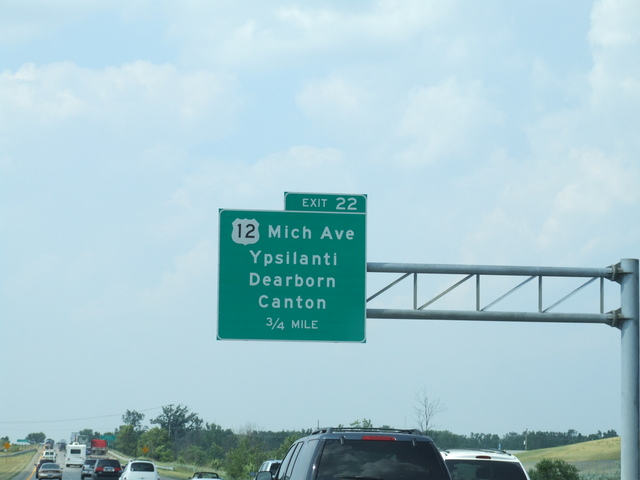 EXIT 22
12 Mich Ave
Ypsilanti
Dearborn
Canton
3/4 MILE